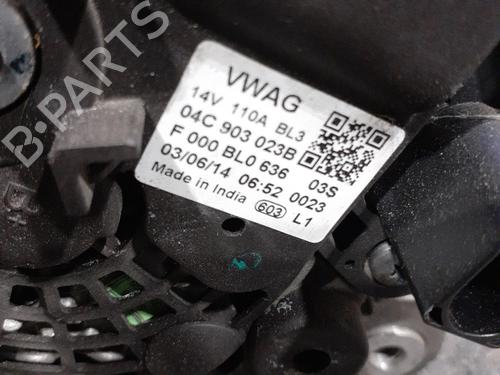 B-PARTS
VWAG
14V 110A BL3
04C 903 023B
F 000 BL0 636 03S
03/06/14 06:52 0023
Made in India 603 L1